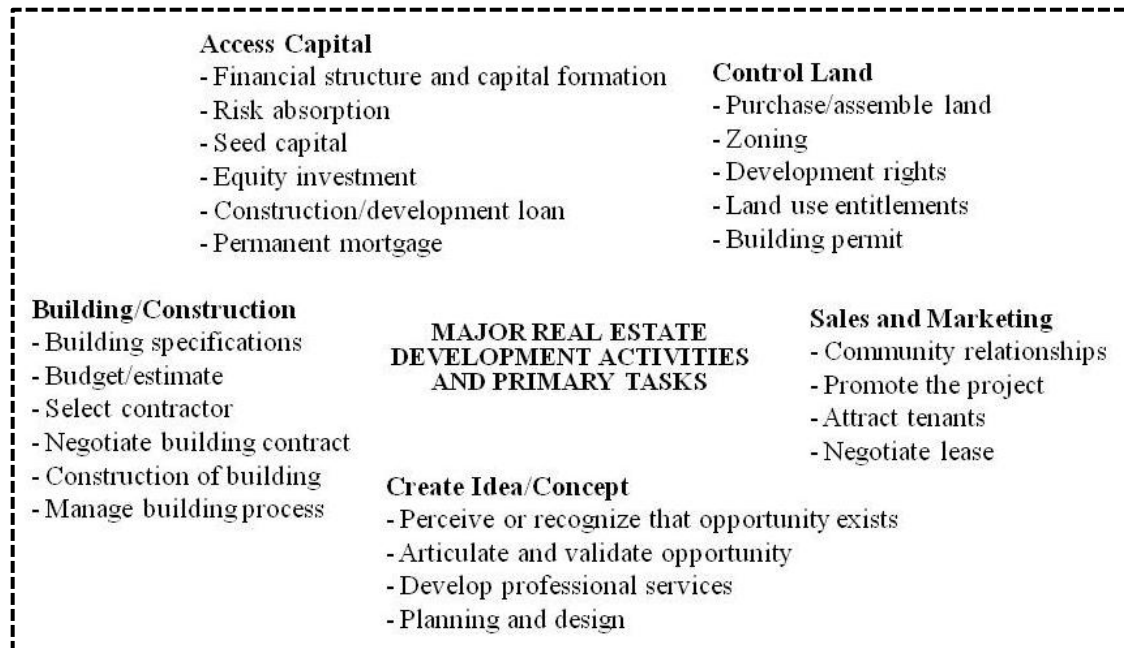 Access Capital
- Financial structure and capital formation
- Risk absorption
- Seed capital
- Equity investment
- Construction/development loan
- Permanent mortgage
Control Land
- Purchase/assemble land
- Zoning
- Development rights
- Land use entitlements
- Building permit
Building/Construction
- Building specifications
- Budget/estimate
- Select contractor
- Negotiate building contract
- Construction of building
- Manage building process
MAJOR REAL ESTATE
DEVELOPMENT ACTIVITIES
AND PRIMARY TASKS
Sales and Marketing
- Community relationships
- Promote the project
- Attract tenants
- Negotiate lease
Create Idea/Concept
- Perceive or recognize that opportunity exists
- Articulate and validate opportunity
- Develop professional services
- Planning and design